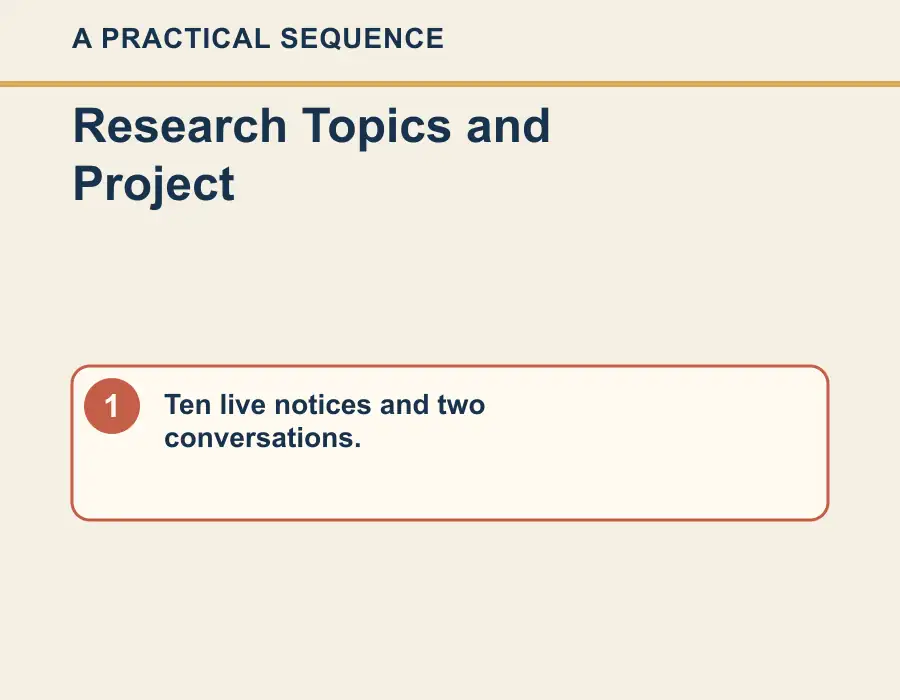 A PRACTICAL SEQUENCE
Research Topics and
Project
1
Ten live notices and two
conversations.